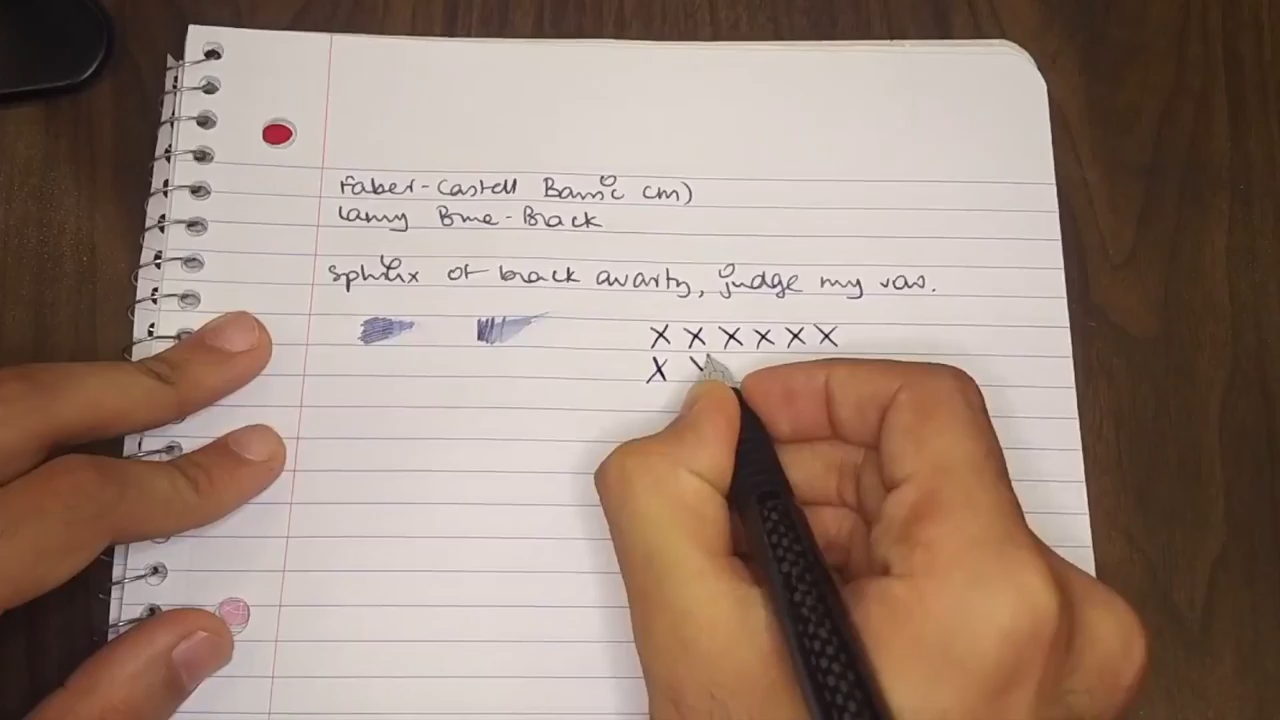 Faber-Castell Basic (M)
Lamy Blue-Black
Sphinx of black quartz, judge my vow.
X X X X X X
X